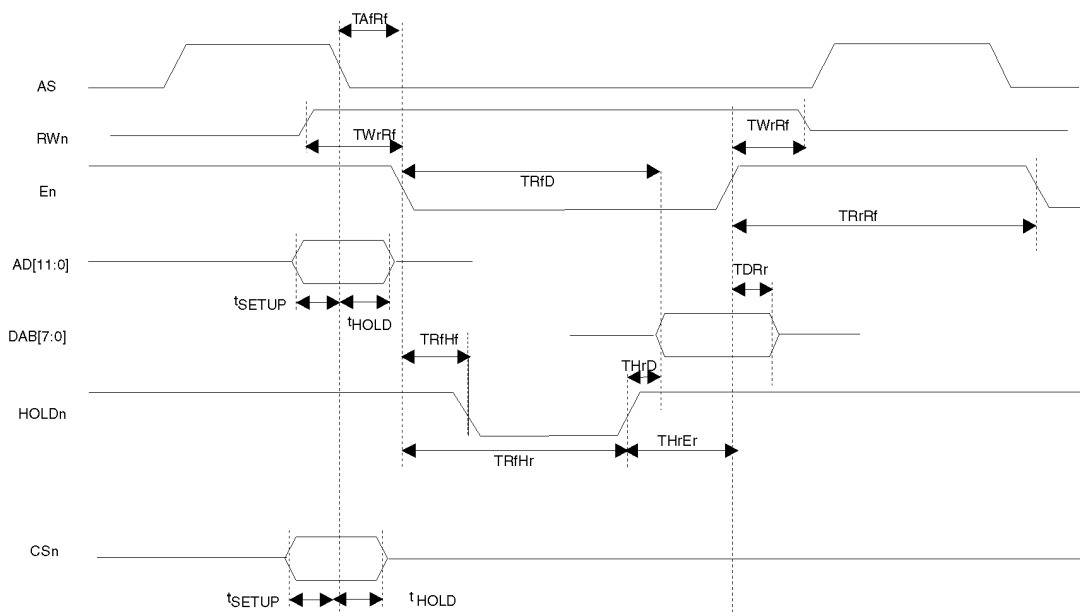 TAfRf
AS
RWn
TWrRf
TWrRf
En
TRfD
TRrRf
AD[11:0]
TDRr
tSETUP
tHOLD
DAB[7:0]
TRfHf
THrD
HOLDn
TRfHr
THrEr
CSn
tSETUP
tHOLD